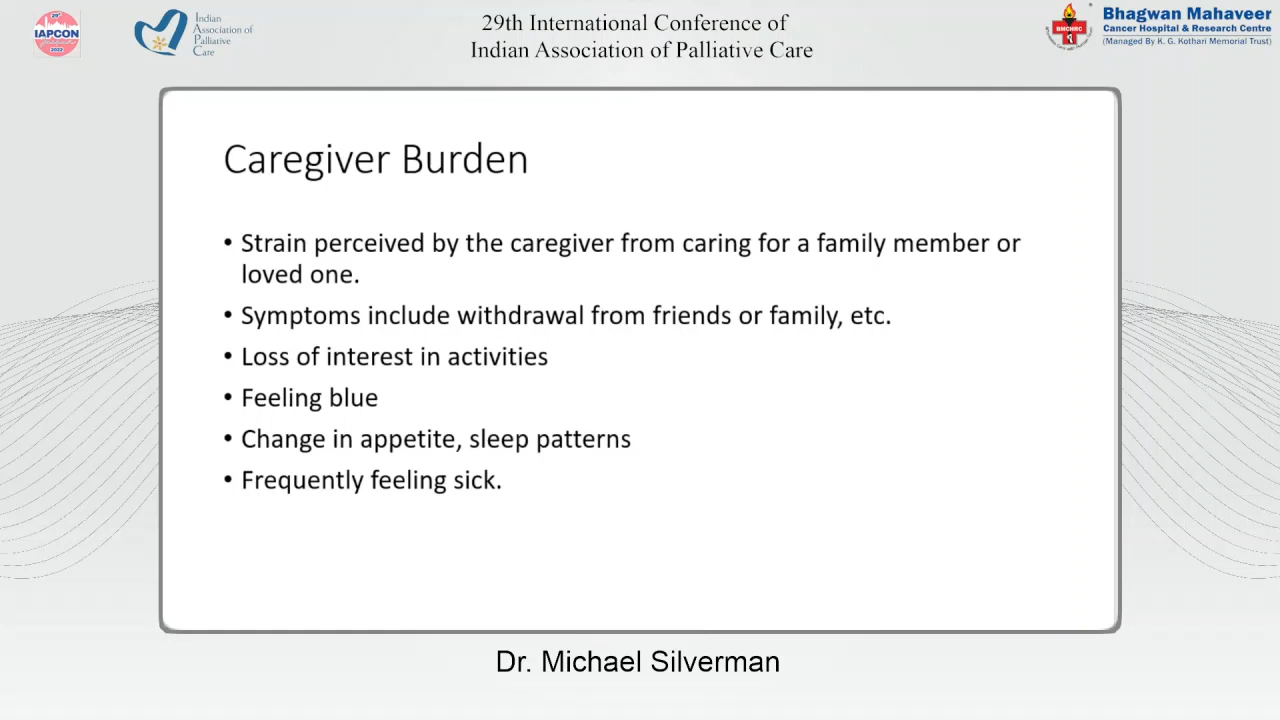 29th
IAPCON
2022
Indian
Association of
Palliative
Care
29th International Conference of
Indian Association of Palliative Care
BMCHRC
Bhagwan Mahaveer
Cancer Hospital & Research Centre
(Managed By K. G. Kothari Memorial Trust)
Caregiver Burden
• Strain perceived by the caregiver from caring for a family member or
loved one.
• Symptoms include withdrawal from friends or family, etc.
• Loss of interest in activities
• Feeling blue
• Change in appetite, sleep patterns
• Frequently feeling sick.
Dr. Michael Silverman